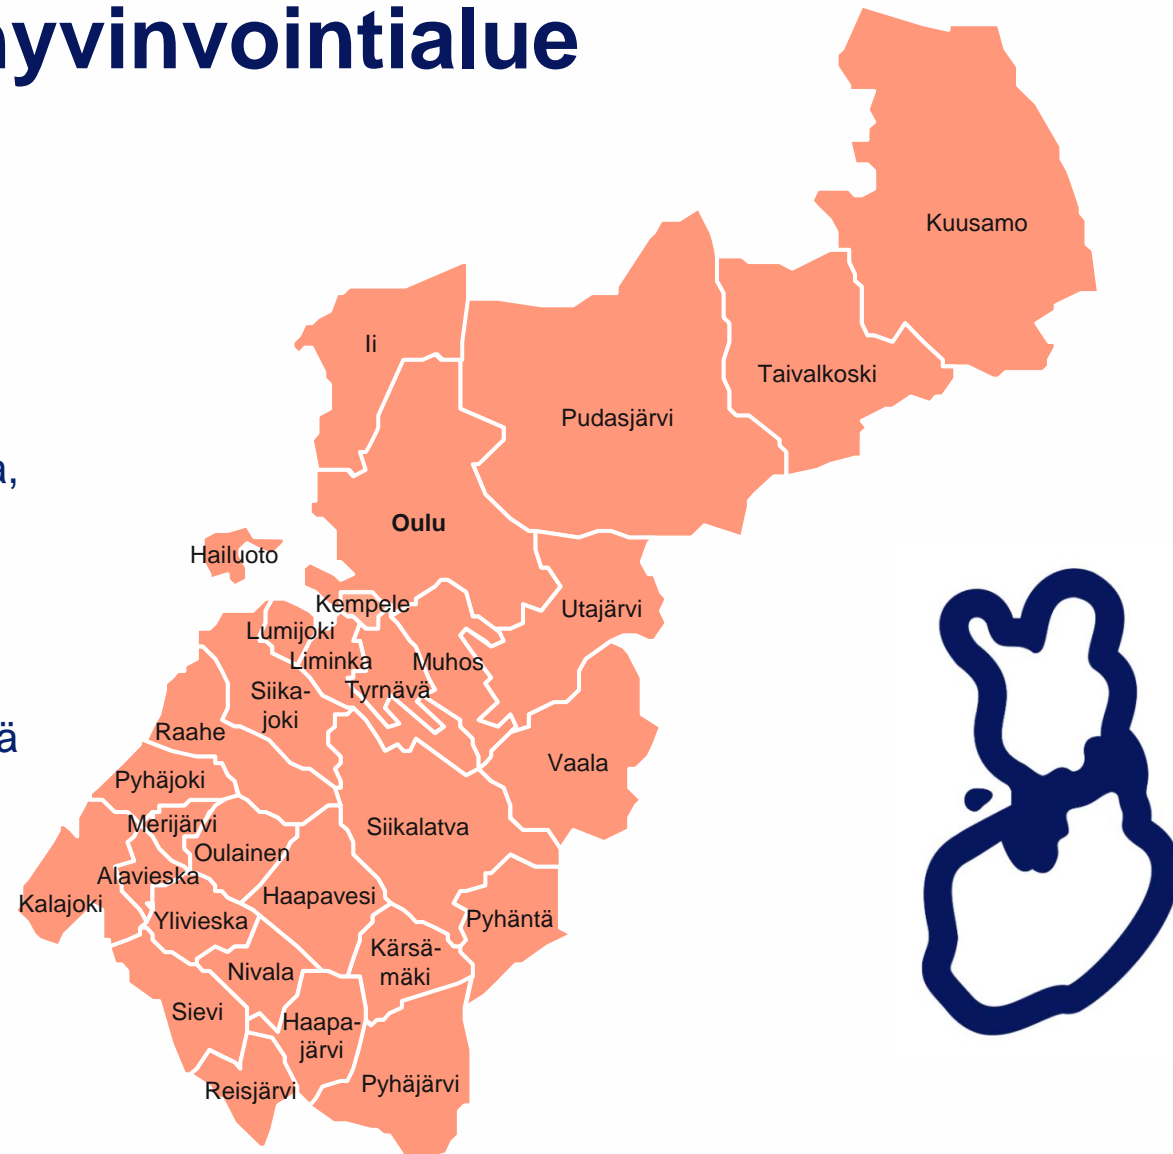 hyvinvointialue
Kuusamo
Ii
Taivalkoski
Pudasjärvi
a,
Oulu
Hailuoto
Kempele
Utajärvi
Lumijoki
Liminka
Muhos
Siika-
joki
Tyrnävä
Raahe
ä
Vaala
Pyhäjoki
Merijärvi
Siikalatva
Oulainen
Alavieska
Haapavesi
Kalajoki
Ylivieska
Pyhäntä
Kärsä-
mäki
Nivala
Sievi
Haapa-
järvi
Reisjärvi
Pyhäjärvi